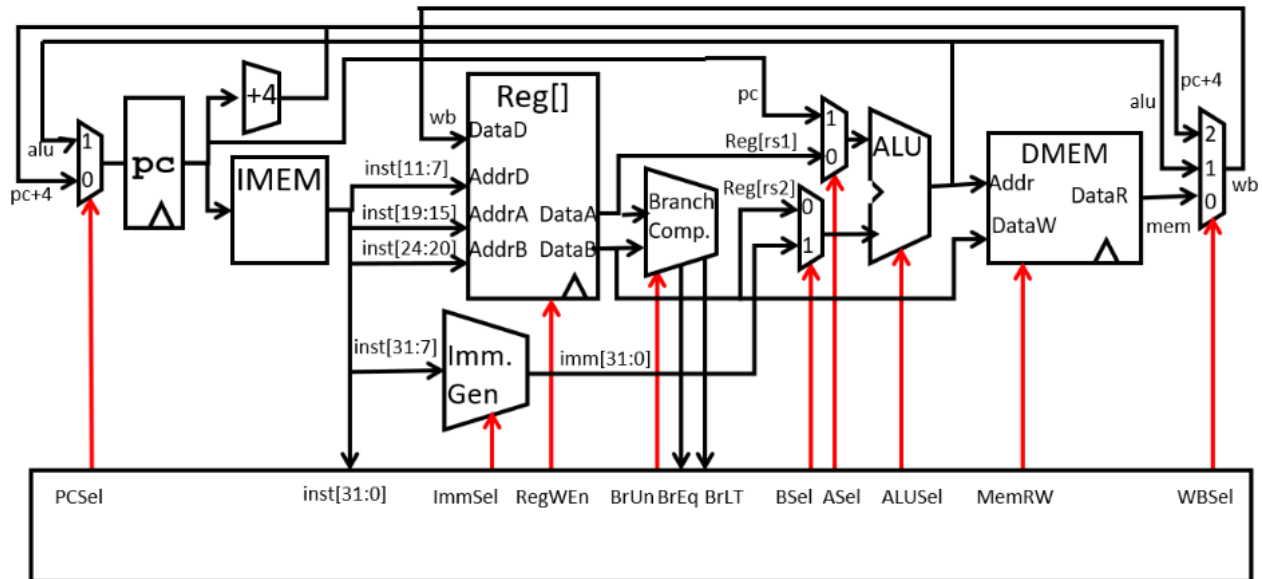 wb
pc+4
alu
+4
Reg[]
pc
alu
wb
DataD
1
0
pc+4
pc
IMEM
inst[11:7]
AddrD
inst[19:15]
AddrA
DataA
inst[24:20]
AddrB
DataB
Branch
Comp.
Reg[rs1]
Reg[rs2]
1
0
0
1
ALU
DMEM
Addr
DataR
DataW
mem
2
1
0
inst[31:7]
Imm.
Gen
imm[31:0]
PCSel
inst[31:0]
ImmSel
RegWEn
BrUn
BrEq
BrLT
BSel
ASel
ALUSel
MemRW
WBSel